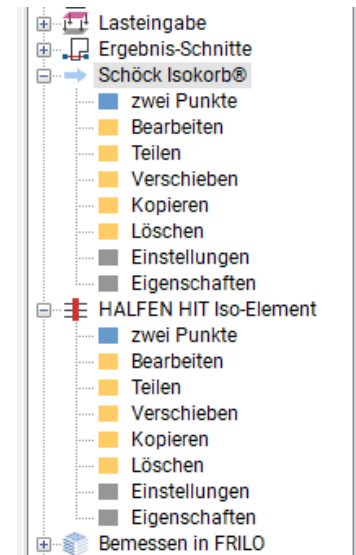 Lasteingabe
Ergebnis-Schnitte
Schöck Isokorb®
zwei Punkte
Bearbeiten
Teilen
Verschieben
Kopieren
Löschen
Einstellungen
Eigenschaften
HALFEN HIT Iso-Element
zwei Punkte
Bearbeiten
Teilen
Verschieben
Kopieren
Löschen
Einstellungen
Eigenschaften
Bemessen in FRILO